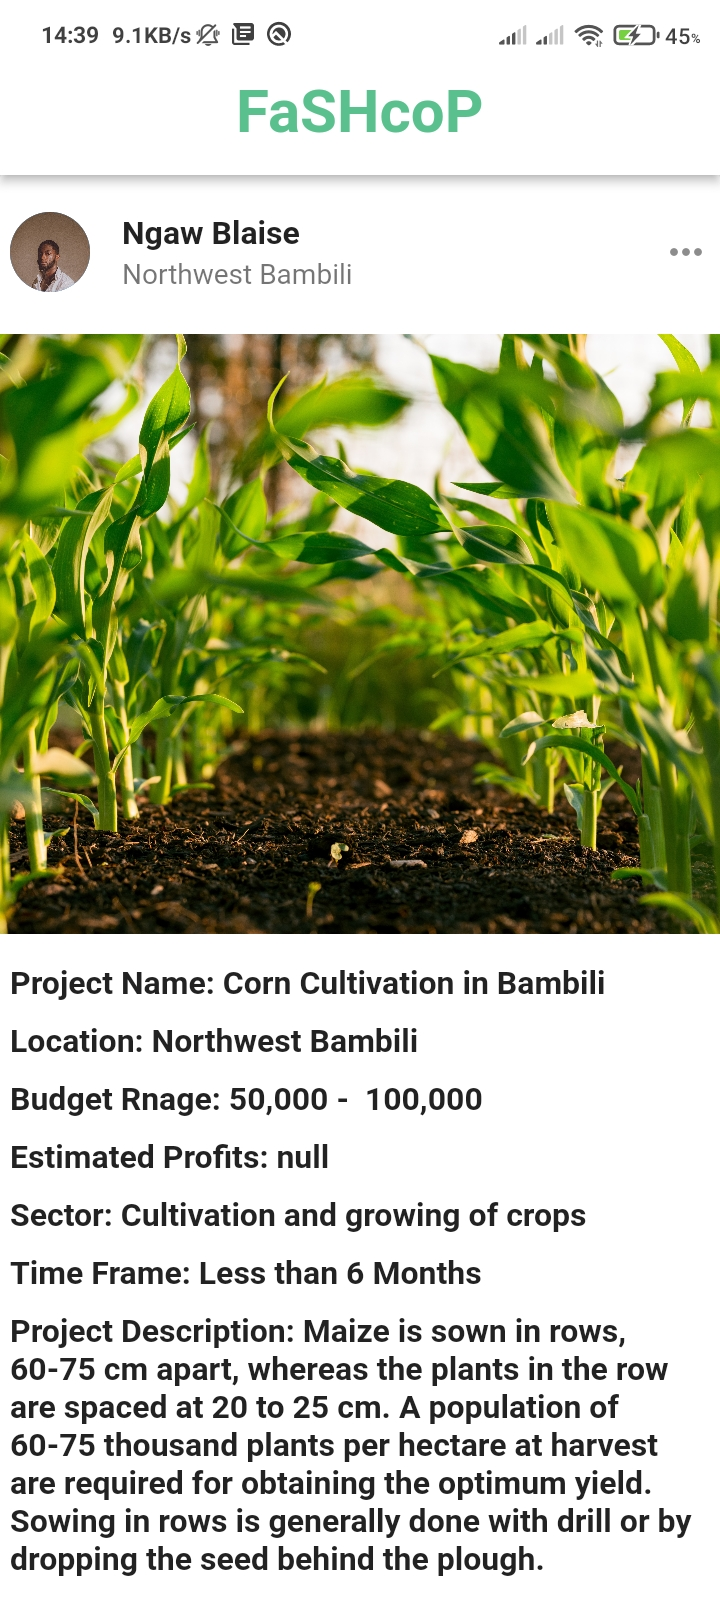 14:39 9.1KB/s 45%
FaSHcoP
Ngaw Blaise
Northwest Bambili
Project Name: Corn Cultivation in Bambili
Location: Northwest Bambili
Budget Rnage: 50,000 -  100,000
Estimated Profits: null
Sector: Cultivation and growing of crops
Time Frame: Less than 6 Months
Project Description: Maize is sown in rows,
60-75 cm apart, whereas the plants in the row
are spaced at 20 to 25 cm. A population of
60-75 thousand plants per hectare at harvest
are required for obtaining the optimum yield.
Sowing in rows is generally done with drill or by
dropping the seed behind the plough.